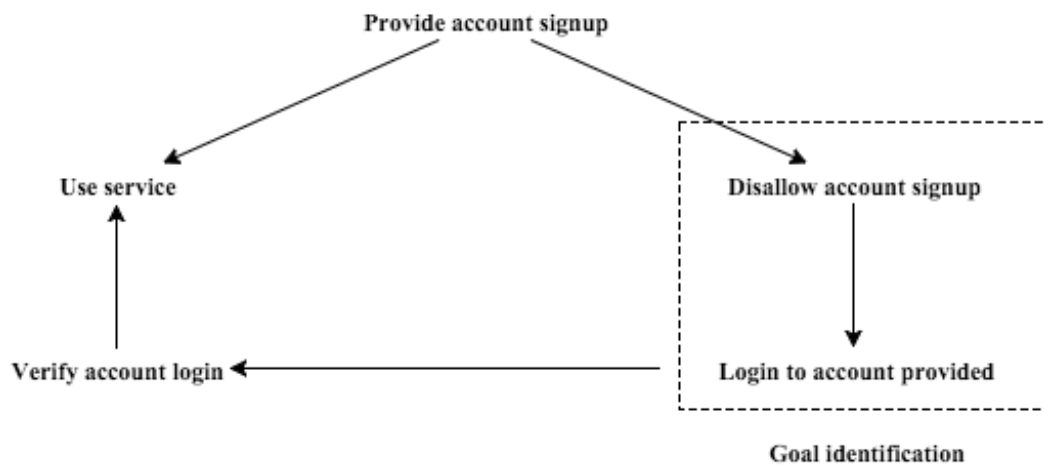 Provide account signup
Use service
Disallow account signup
Verify account login
Login to account provided
Goal identification